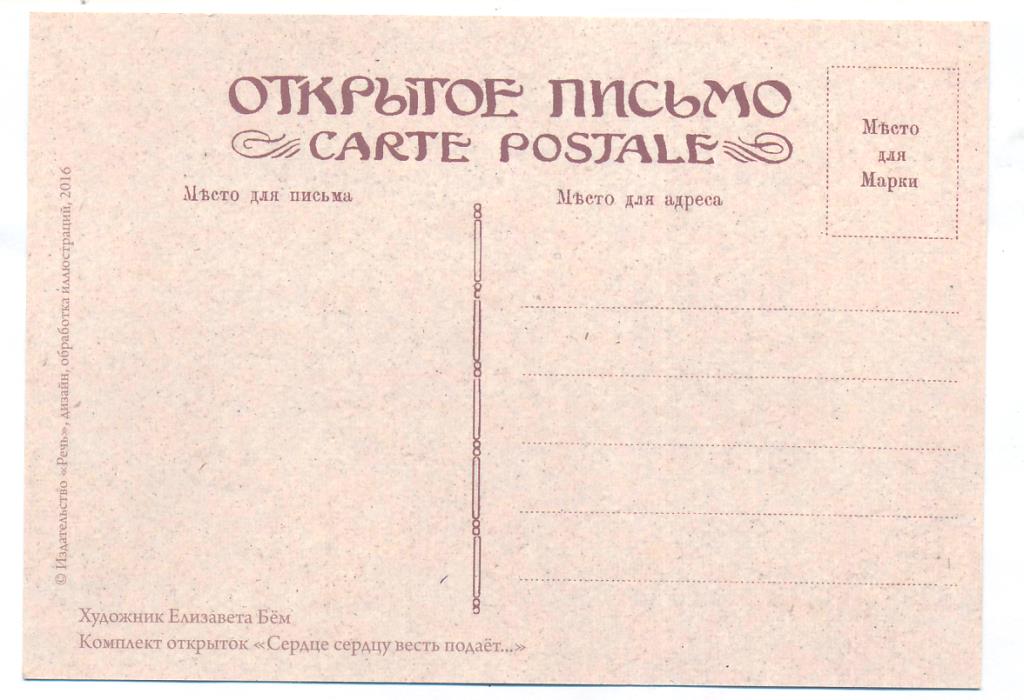 ОТКРЫТОЕ ПИСЬМО
CARTE POSTALE
Мѣсто
для
Марки
Мѣсто для письма
Мѣсто для адреса
© Издательство «Речь», дизайн, обработка иллюстраций, 2016
Художник Елизавета Бём
Комплект открыток «Сердце сердцу весть подаёт...»